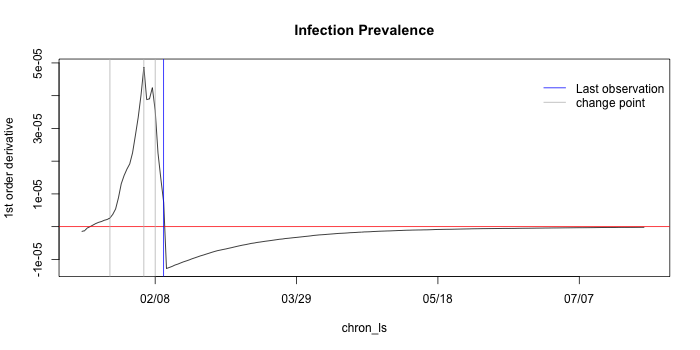 Infection Prevalence
1st order derivative
5e-05
3e-05
1e-05
-1e-05
Last observation
change point
02/08
03/29
05/18
07/07
chron_ls